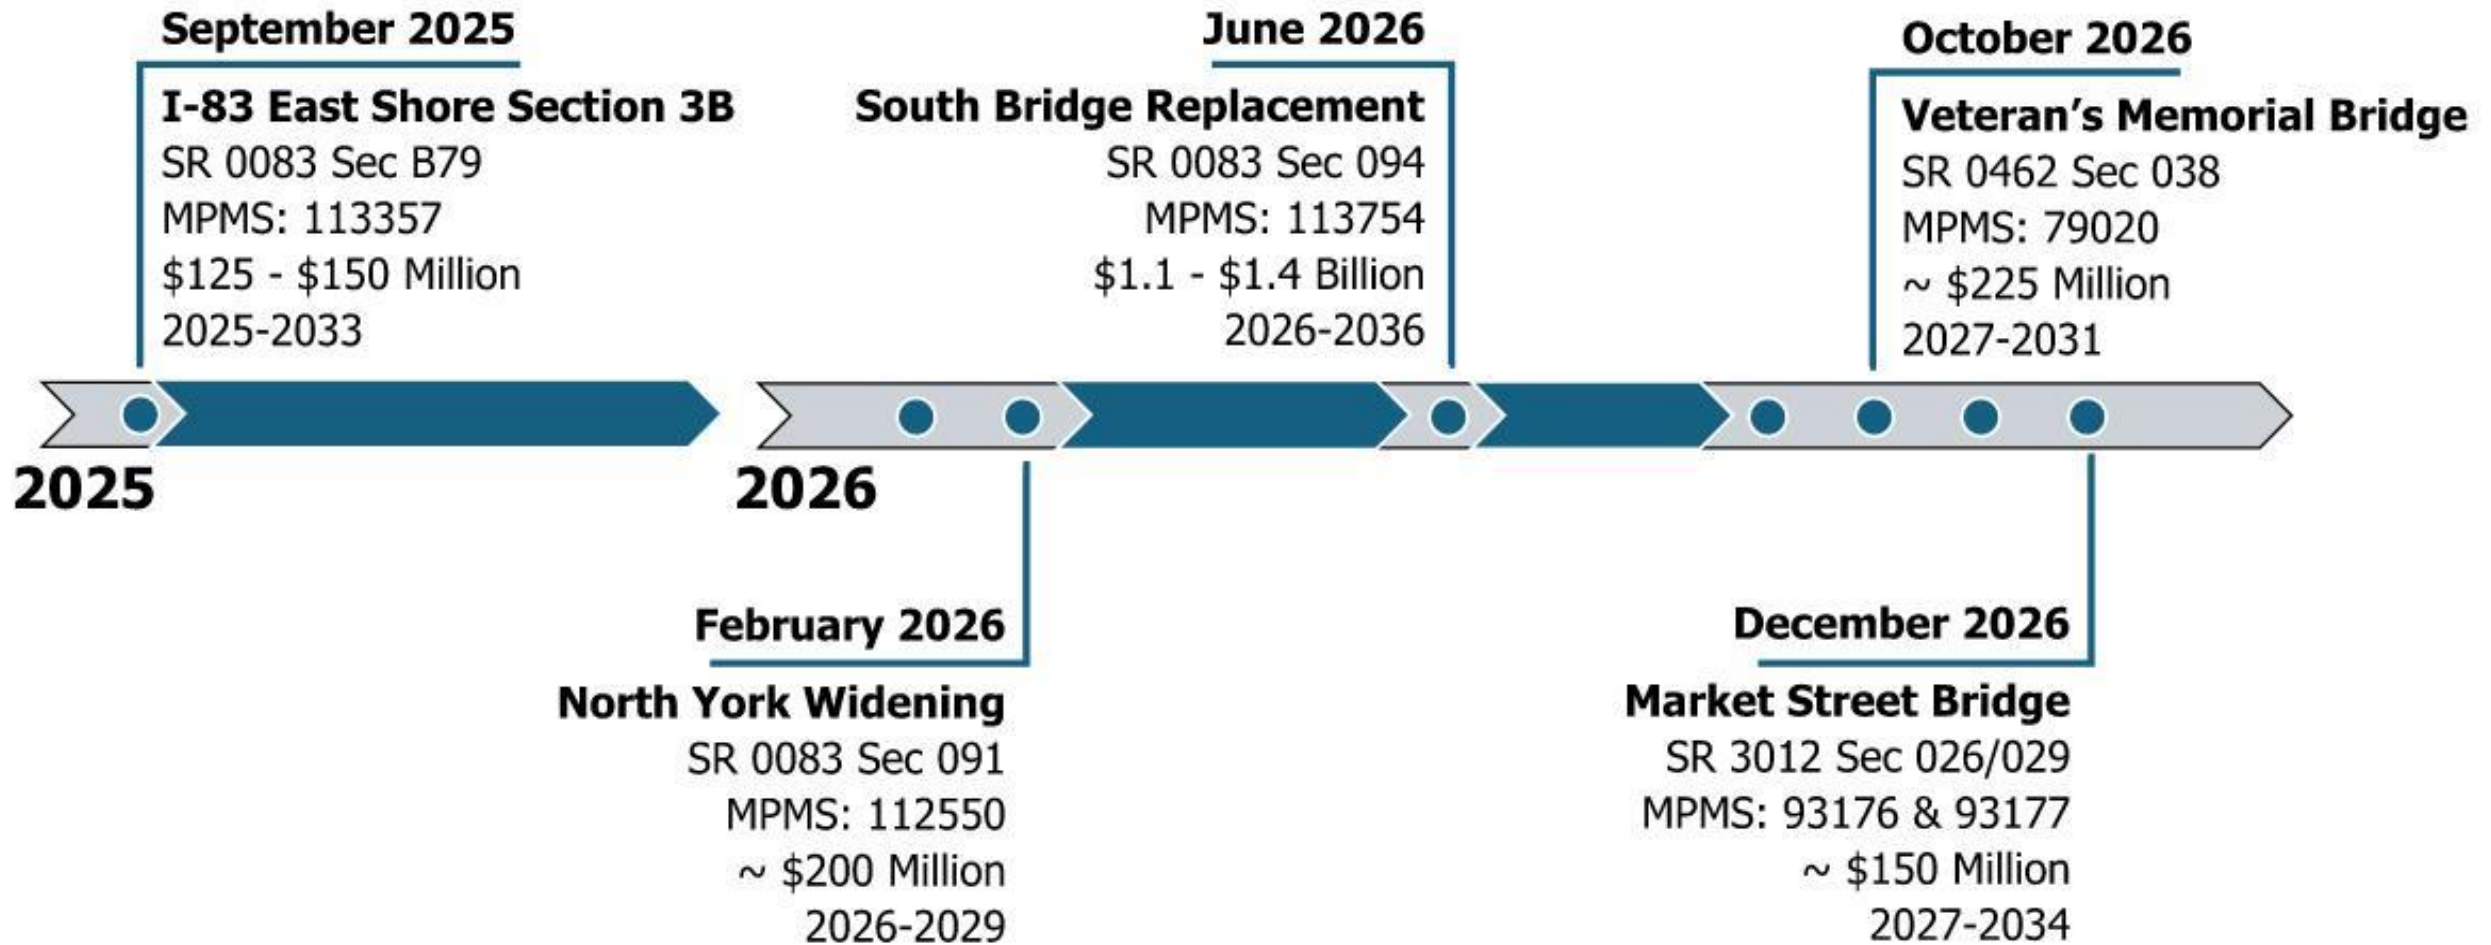 September 2025
I-83 East Shore Section 3B
SR 0083 Sec B79
MPMS: 113357
$125 - $150 Million
2025-2033
June 2026
South Bridge Replacement
SR 0083 Sec 094
MPMS: 113754
$1.1 - $1.4 Billion
2026-2036
October 2026
Veteran’s Memorial Bridge
SR 0462 Sec 038
MPMS: 79020
~ $225 Million
2027-2031
2025
2026
February 2026
North York Widening
SR 0083 Sec 091
MPMS: 112550
~ $200 Million
2026-2029
December 2026
Market Street Bridge
SR 3012 Sec 026/029
MPMS: 93176 & 93177
~ $150 Million
2027-2034